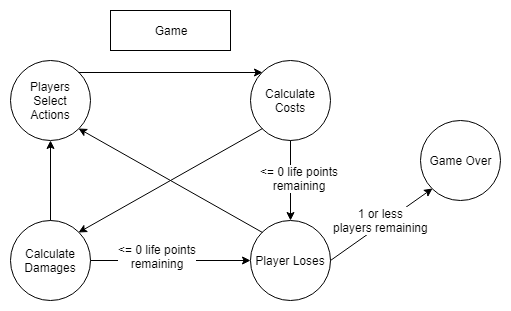 Game
Players
Select
Actions
Calculate
Costs
<= 0 life points
remaining
Game Over
1 or less
players remaining
Calculate
Damages
<= 0 life points
remaining
Player Loses